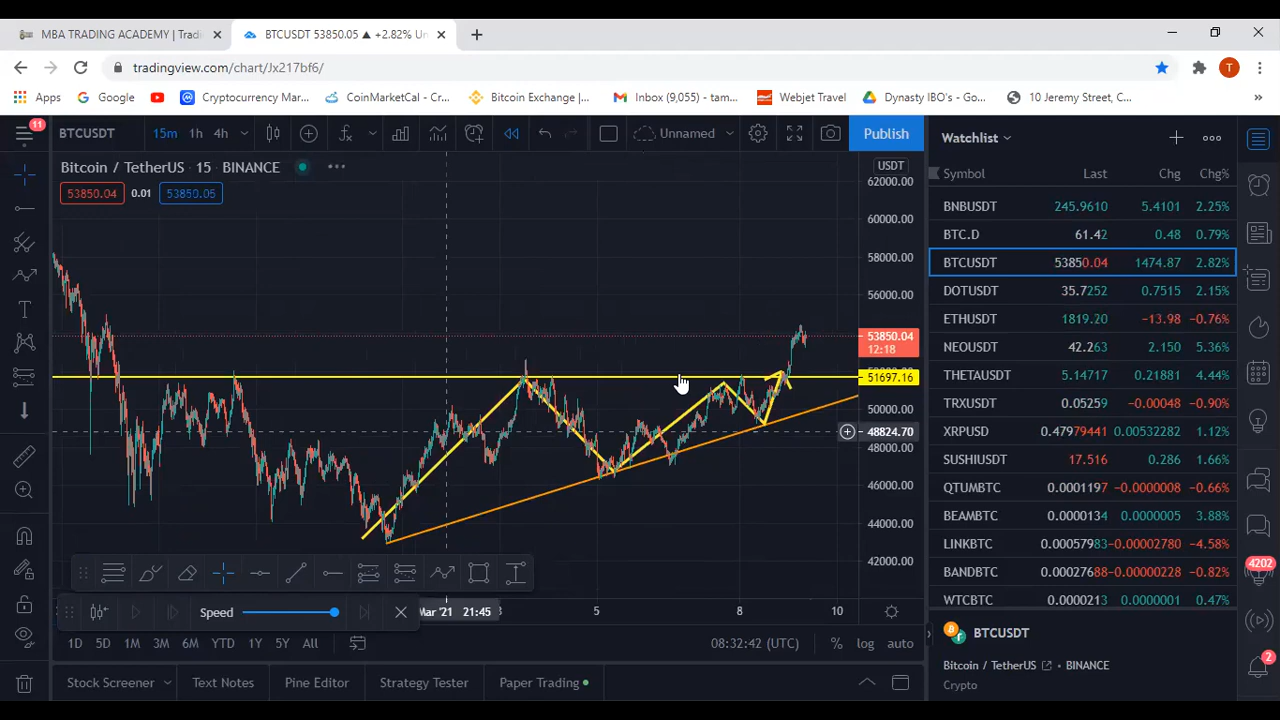 MBA TRADING ACADEMY | Tradi
BTCUSDT 53850.05 ▲ +2.82% Un
tradingview.com/chart/Jx217bf6/
T
Apps
Google
Cryptocurrency Mar...
CoinMarketCal - Cr...
Bitcoin Exchange |...
Inbox (9,055) - tam...
Webjet Travel
Dynasty IBO's - Go...
10 Jeremy Street, C...
»
11
BTCUSDT
15m
1h
4h
Unnamed
Publish
Watchlist
Bitcoin / TetherUS · 15 · BINANCE
USDT
53850.04
0.01
53850.05
62000.00
60000.00
58000.00
56000.00
53850.04
12:18
51697.16
50000.00
48824.70
48000.00
46000.00
44000.00
42000.00
Symbol Last Chg Chg%
BNBUSDT 245.9610 5.4101 2.25%
BTC.D 61.42 0.48 0.79%
BTCUSDT 53850.04 1474.87 2.82%
DOTUSDT 35.7252 0.7515 2.15%
ETHUSDT 1819.20 −13.98 −0.76%
NEOUSDT 42.263 2.150 5.36%
THETAUSDT 5.14717 0.21881 4.44%
TRXUSDT 0.05259 −0.00048 −0.90%
XRPUSD 0.47979441 0.00532282 1.12%
SUSHIUSDT 17.516 0.286 1.66%
QTUMBTC 0.0001197 −0.0000008 −0.66%
BEAMBTC 0.0000134 0.0000005 3.88%
LINKBTC 0.00057983 −0.00002780 −4.58%
BANDBTC 0.00027688 −0.00000228 −0.82%
WTCBTC 0.0000213 0.0000001 0.47%
4202
Speed
Mar '21 21:45
3
5
8
10
1D 5D 1M 3M 6M YTD 1Y 5Y All
08:32:42 (UTC)
% log auto
BTCUSDT
Bitcoin / TetherUS
BINANCE
Crypto
2
Stock Screener
Text Notes
Pine Editor
Strategy Tester
Paper Trading